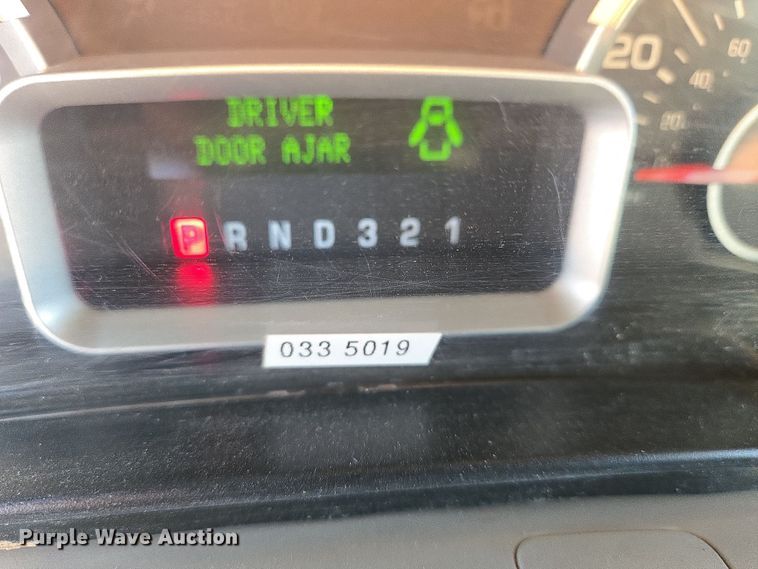 DRIVER
DOOR AJAR
P R N D 3 2 1
20
60
40
20
033 5019
Purple Wave Auction